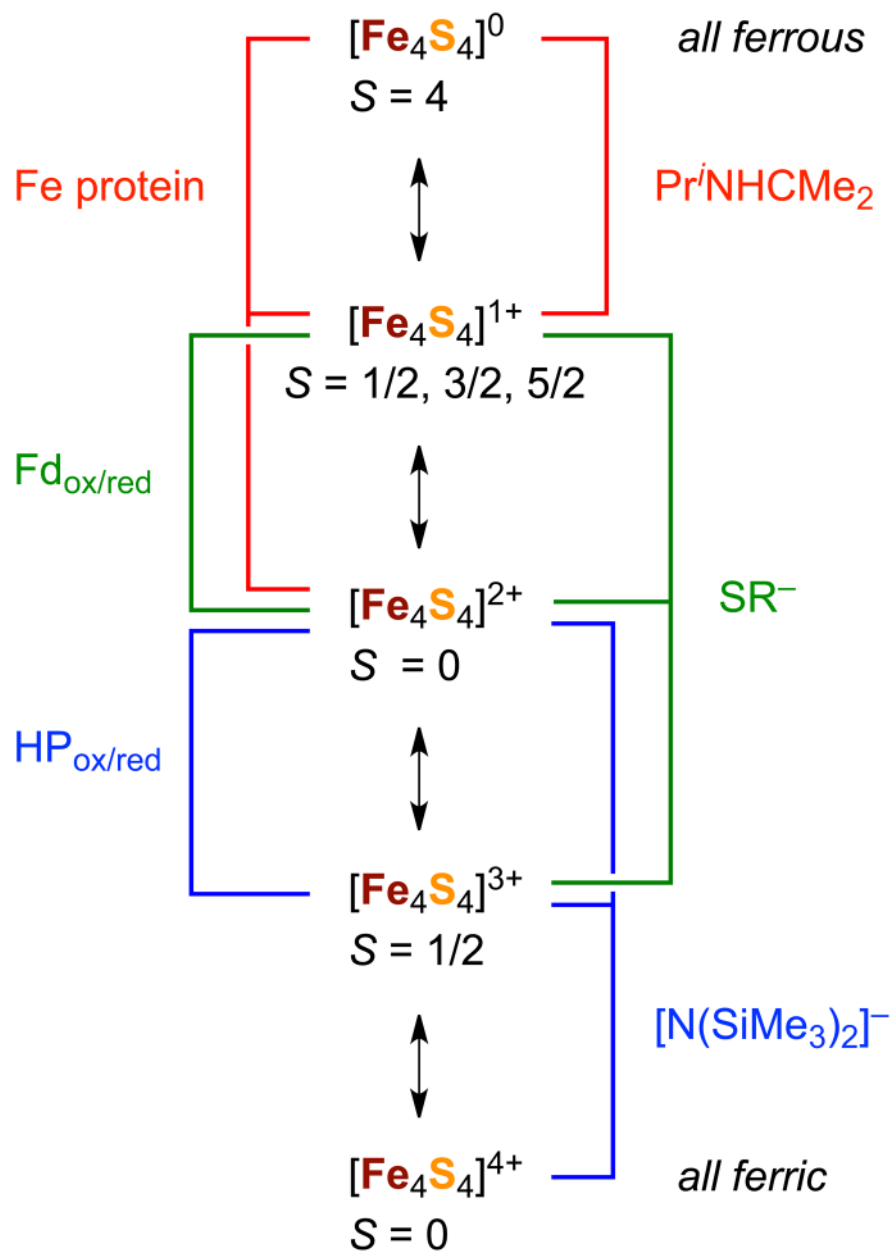 [Fe₄S₄]⁰ all ferrous
S = 4
Fe protein PrⁱNHCMe₂
[Fe₄S₄]¹⁺
S = 1/2, 3/2, 5/2
Fdₒₓ/red
[Fe₄S₄]²⁺ SR⁻
S = 0
HPₒₓ/red
[Fe₄S₄]³⁺
S = 1/2
[N(SiMe₃)₂]⁻
[Fe₄S₄]⁴⁺ all ferric
S = 0